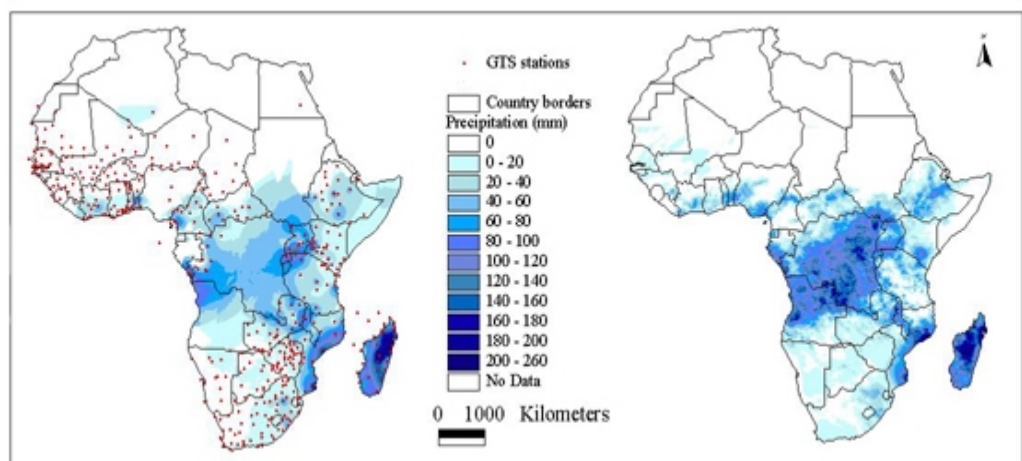 GTS stations
Country borders
Precipitation (mm)
0
0 - 20
20 - 40
40 - 60
60 - 80
80 - 100
100 - 120
120 - 140
140 - 160
160 - 180
180 - 200
200 - 260
No Data
0 1000 Kilometers